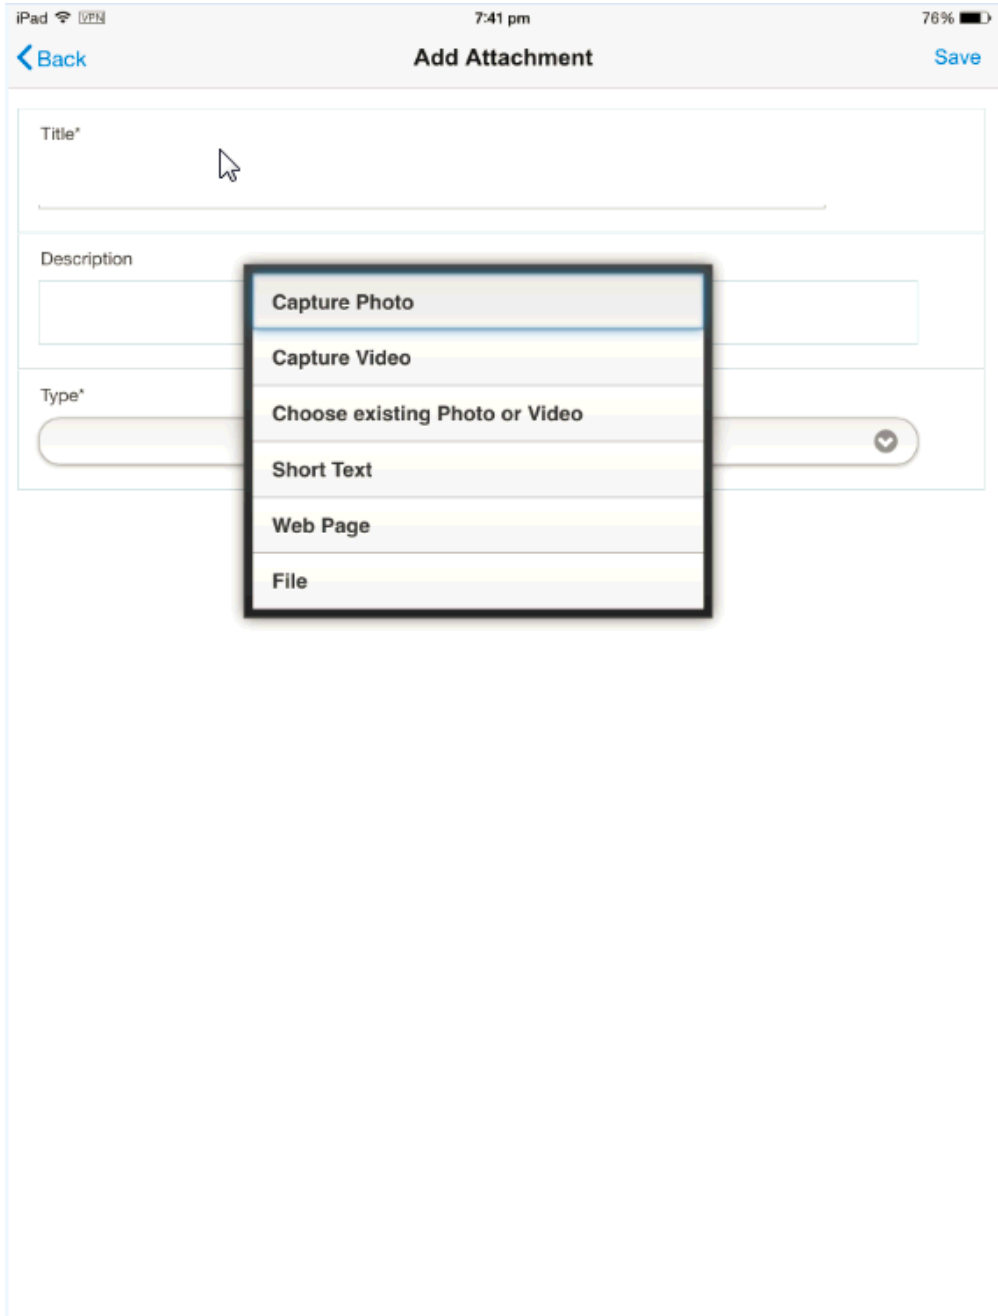 iPad VPN 7:41 pm 76%
Back Add Attachment Save
Title*
Description
Capture Photo
Capture Video
Choose existing Photo or Video
Type*
Short Text
Web Page
File